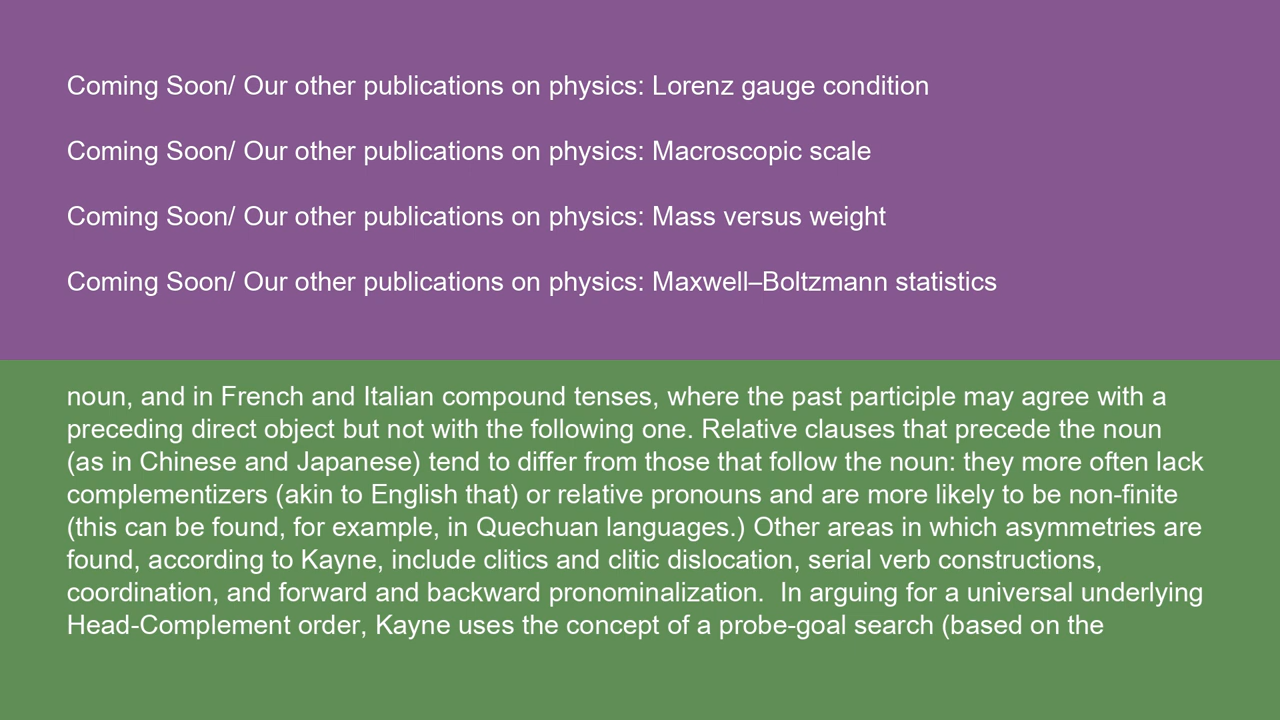 Coming Soon/ Our other publications on physics: Lorenz gauge condition
Coming Soon/ Our other publications on physics: Macroscopic scale
Coming Soon/ Our other publications on physics: Mass versus weight
Coming Soon/ Our other publications on physics: Maxwell–Boltzmann statistics
noun, and in French and Italian compound tenses, where the past participle may agree with a
preceding direct object but not with the following one. Relative clauses that precede the noun
(as in Chinese and Japanese) tend to differ from those that follow the noun: they more often lack
complementizers (akin to English that) or relative pronouns and are more likely to be non-finite
(this can be found, for example, in Quechuan languages.) Other areas in which asymmetries are
found, according to Kayne, include clitics and clitic dislocation, serial verb constructions,
coordination, and forward and backward pronominalization.  In arguing for a universal underlying
Head-Complement order, Kayne uses the concept of a probe-goal search (based on the